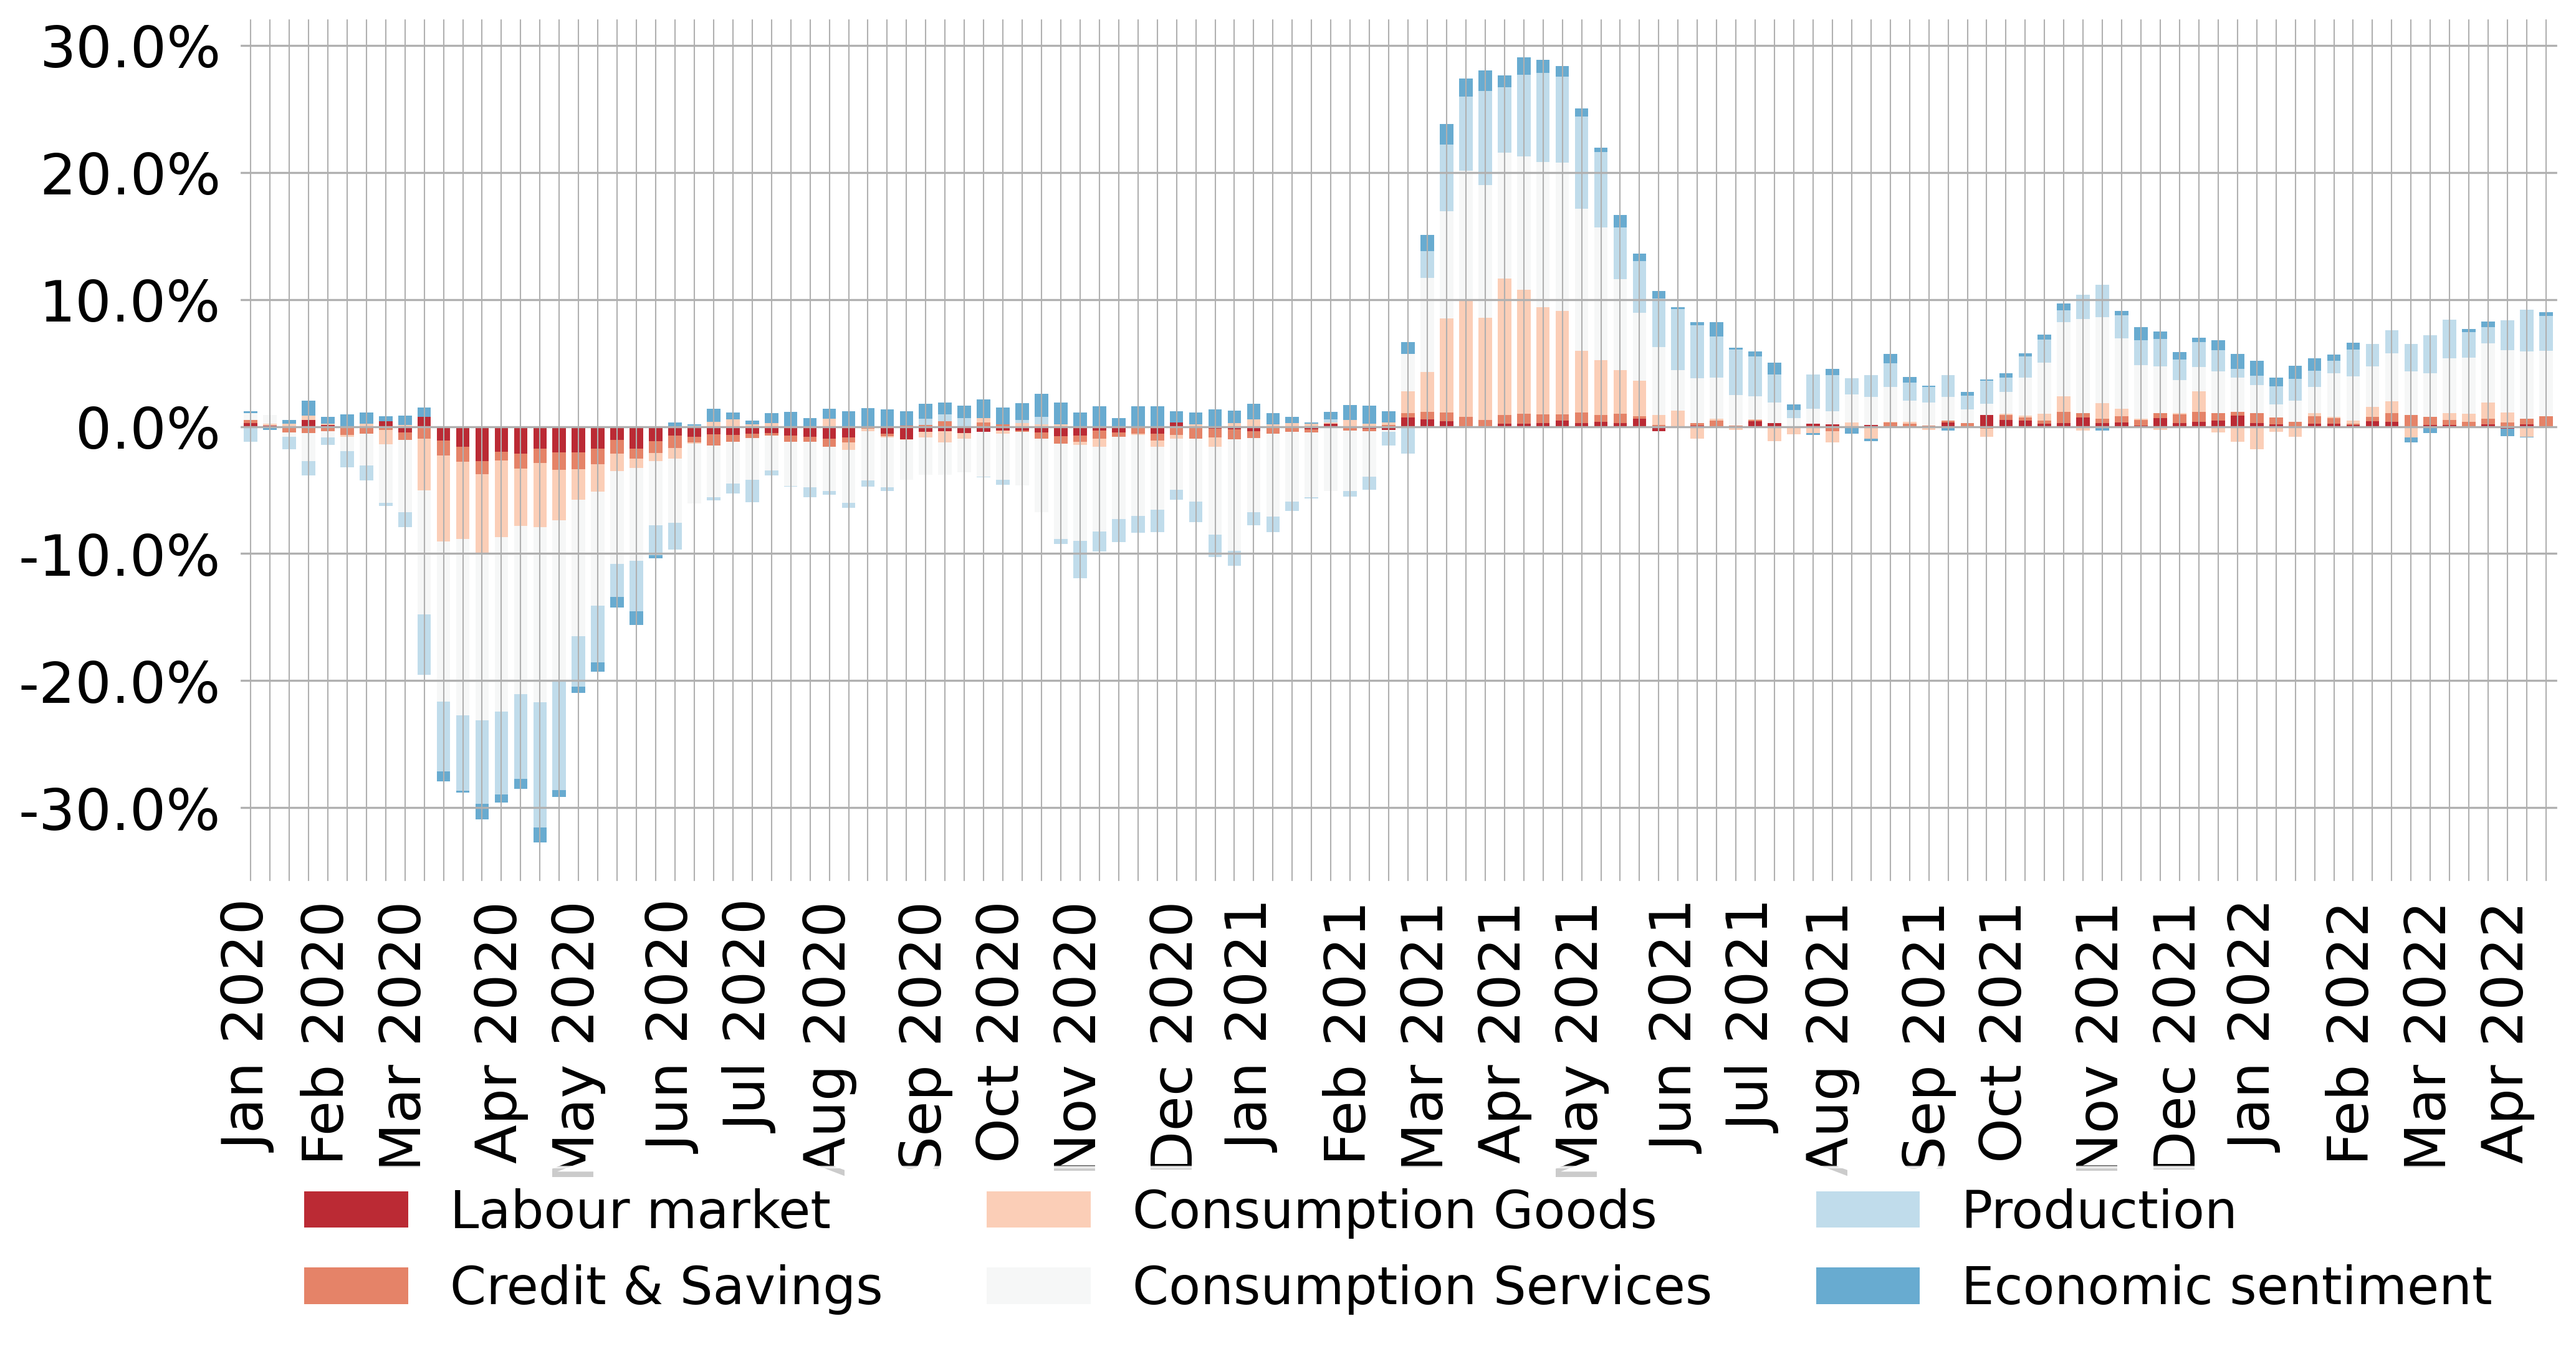 30.0%
20.0%
10.0%
0.0%
-10.0%
-20.0%
-30.0%
Jan 2020
Feb 2020
Mar 2020
Apr 2020
May 2020
Jun 2020
Jul 2020
Aug 2020
Sep 2020
Oct 2020
Nov 2020
Dec 2020
Jan 2021
Feb 2021
Mar 2021
Apr 2021
May 2021
Jun 2021
Jul 2021
Aug 2021
Sep 2021
Oct 2021
Nov 2021
Dec 2021
Jan 2022
Feb 2022
Mar 2022
Apr 2022
Labour market
Credit & Savings
Consumption Goods
Consumption Services
Production
Economic sentiment